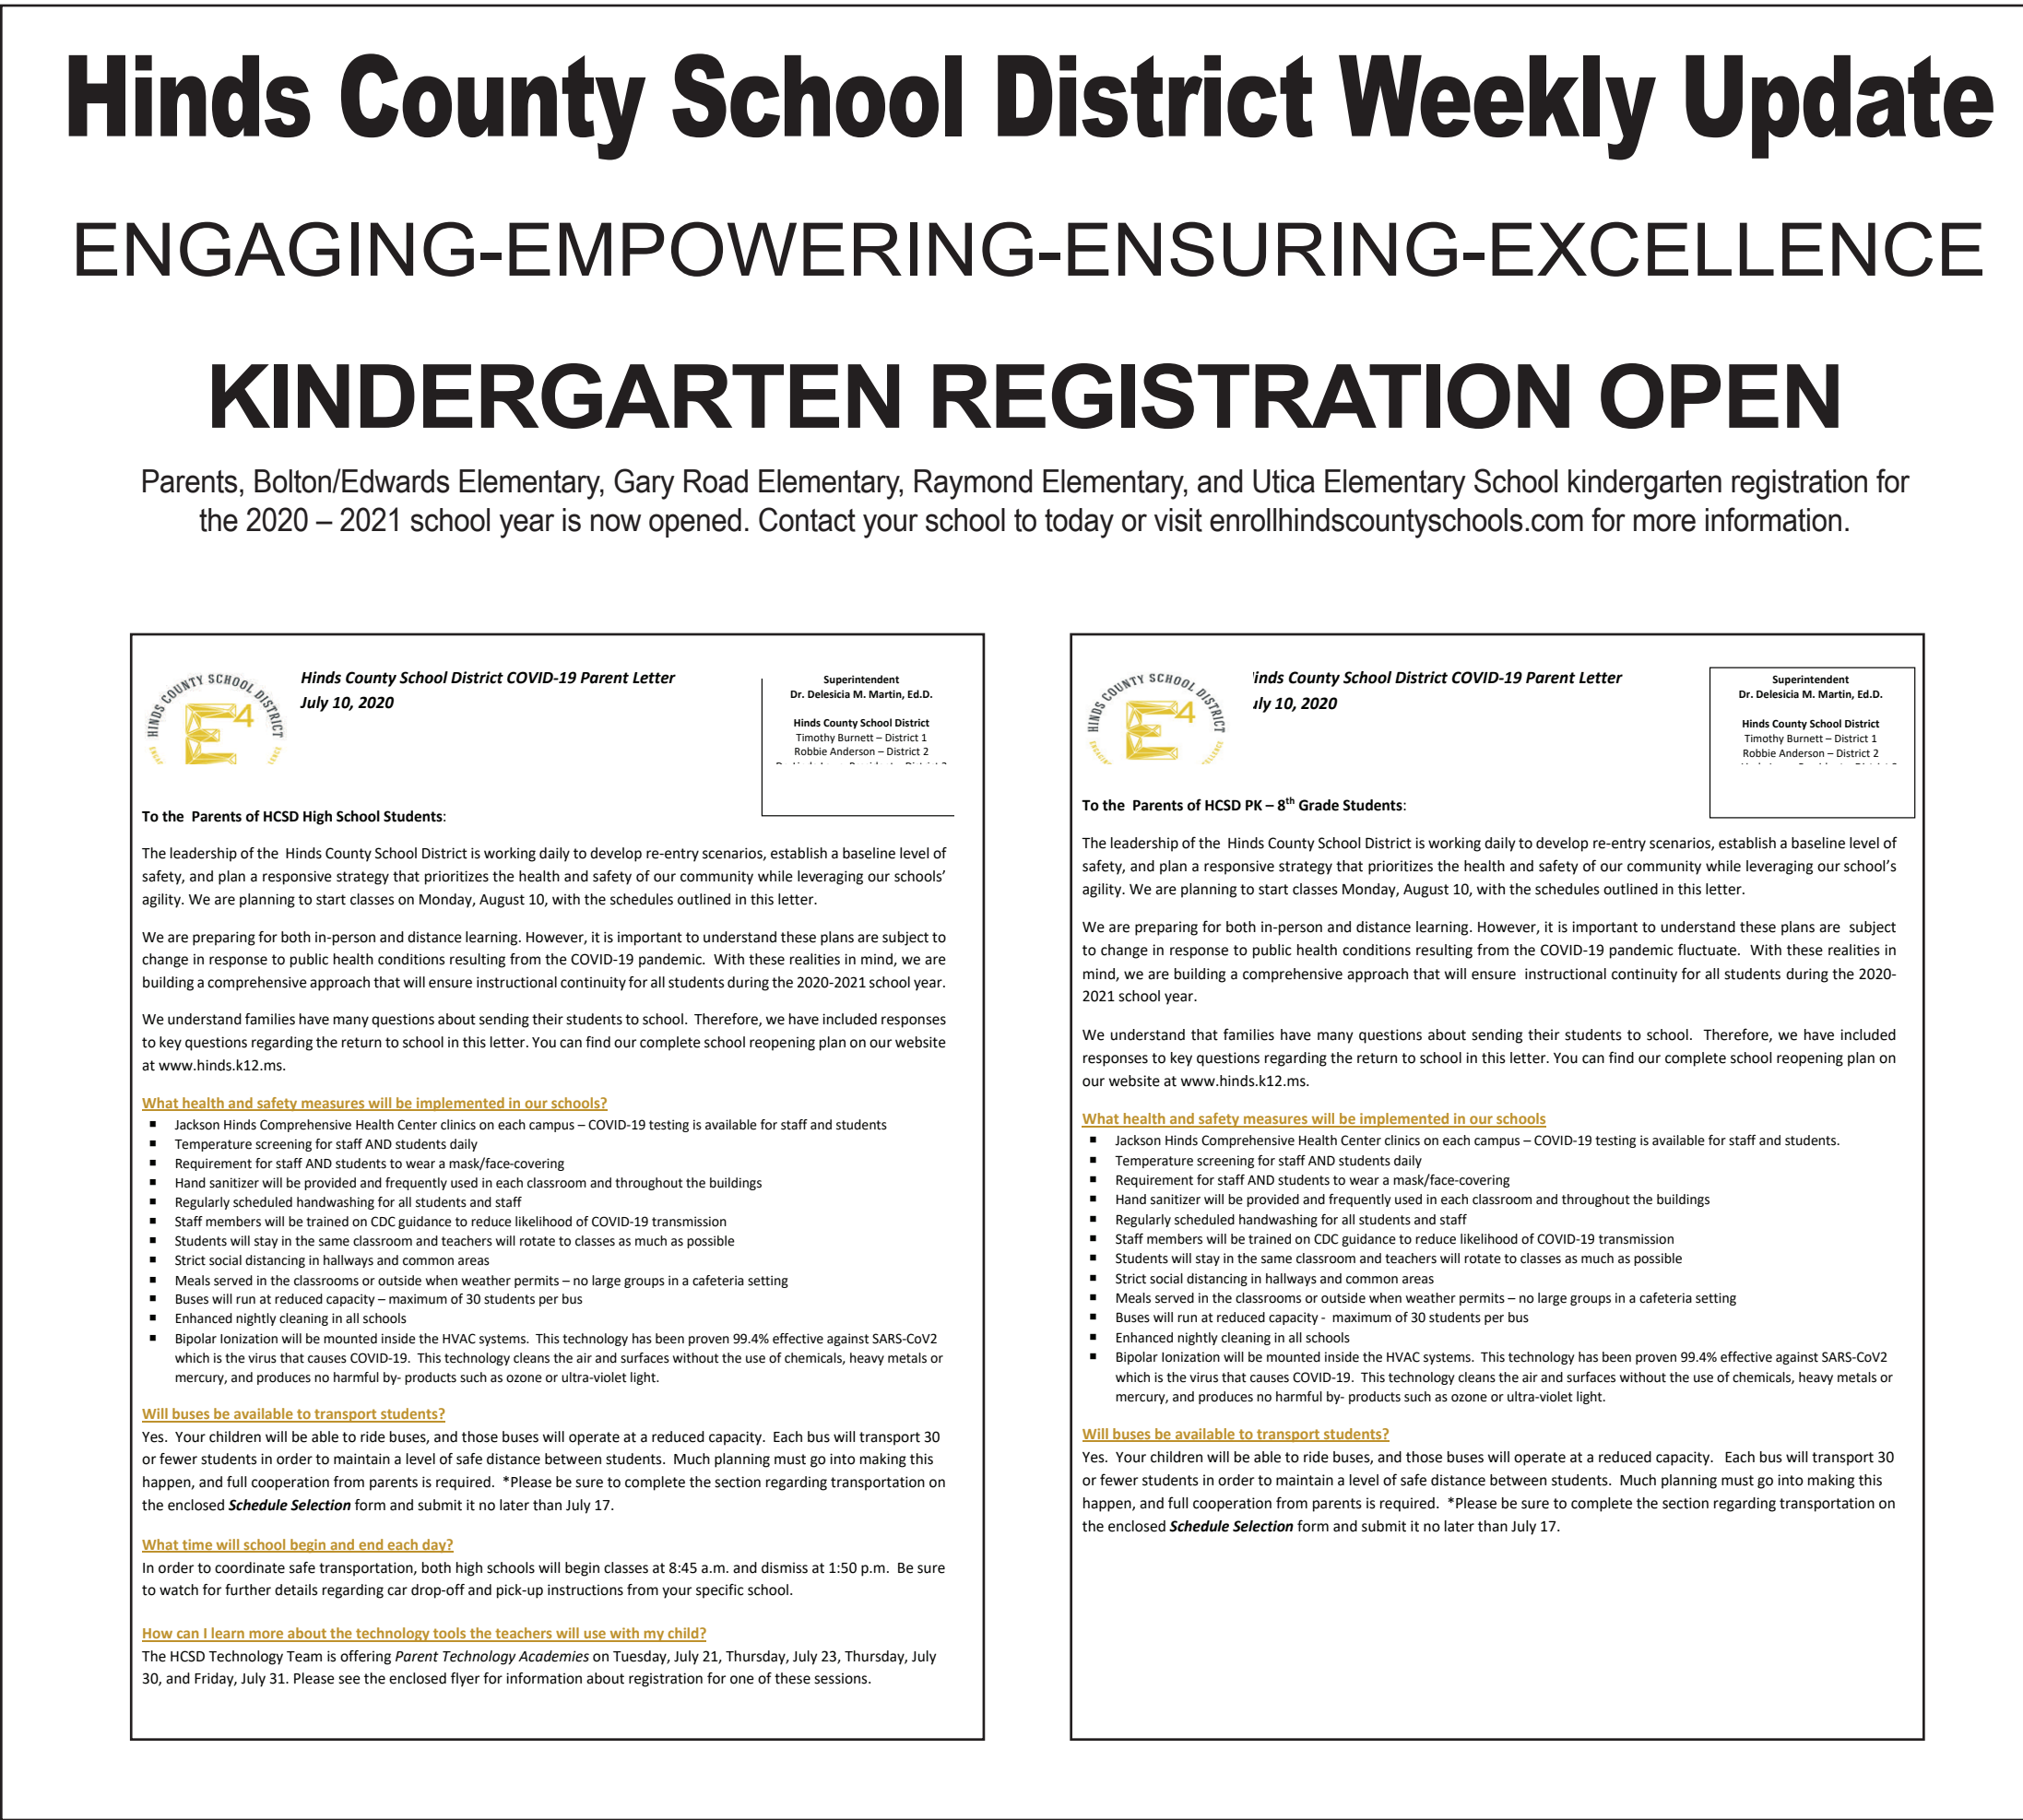 Hinds County School District Weekly Update
ENGAGING-EMPOWERING-ENSURING-EXCELLENCE
KINDERGARTEN REGISTRATION OPEN
Parents, Bolton/Edwards Elementary, Gary Road Elementary, Raymond Elementary, and Utica Elementary School kindergarten registration for
the 2020 – 2021 school year is now opened. Contact your school to today or visit enrollhindscountyschools.com for more information.
HINDS COUNTY SCHOOL DISTRICT
E4
Hinds County School District COVID-19 Parent Letter
July 10, 2020
Superintendent
Dr. Delesicia M. Martin, Ed.D.
Hinds County School District
Timothy Burnett – District 1
Robbie Anderson – District 2
To the Parents of HCSD High School Students:
The leadership of the Hinds County School District is working daily to develop re-entry scenarios, establish a baseline level of
safety, and plan a responsive strategy that prioritizes the health and safety of our community while leveraging our schools’
agility. We are planning to start classes on Monday, August 10, with the schedules outlined in this letter.
We are preparing for both in-person and distance learning. However, it is important to understand these plans are subject to
change in response to public health conditions resulting from the COVID-19 pandemic. With these realities in mind, we are
building a comprehensive approach that will ensure instructional continuity for all students during the 2020-2021 school year.
We understand families have many questions about sending their students to school. Therefore, we have included responses
to key questions regarding the return to school in this letter. You can find our complete school reopening plan on our website
at www.hinds.k12.ms.
What health and safety measures will be implemented in our schools?
▪ Jackson Hinds Comprehensive Health Center clinics on each campus – COVID-19 testing is available for staff and students
▪ Temperature screening for staff AND students daily
▪ Requirement for staff AND students to wear a mask/face-covering
▪ Hand sanitizer will be provided and frequently used in each classroom and throughout the buildings
▪ Regularly scheduled handwashing for all students and staff
▪ Staff members will be trained on CDC guidance to reduce likelihood of COVID-19 transmission
▪ Students will stay in the same classroom and teachers will rotate to classes as much as possible
▪ Strict social distancing in hallways and common areas
▪ Meals served in the classrooms or outside when weather permits – no large groups in a cafeteria setting
▪ Buses will run at reduced capacity – maximum of 30 students per bus
▪ Enhanced nightly cleaning in all schools
▪ Bipolar Ionization will be mounted inside the HVAC systems. This technology has been proven 99.4% effective against SARS-CoV2
which is the virus that causes COVID-19. This technology cleans the air and surfaces without the use of chemicals, heavy metals or
mercury, and produces no harmful by- products such as ozone or ultra-violet light.
Will buses be available to transport students?
Yes. Your children will be able to ride buses, and those buses will operate at a reduced capacity. Each bus will transport 30
or fewer students in order to maintain a level of safe distance between students. Much planning must go into making this
happen, and full cooperation from parents is required. *Please be sure to complete the section regarding transportation on
the enclosed Schedule Selection form and submit it no later than July 17.
What time will school begin and end each day?
In order to coordinate safe transportation, both high schools will begin classes at 8:45 a.m. and dismiss at 1:50 p.m. Be sure
to watch for further details regarding car drop-off and pick-up instructions from your specific school.
How can I learn more about the technology tools the teachers will use with my child?
The HCSD Technology Team is offering Parent Technology Academies on Tuesday, July 21, Thursday, July 23, Thursday, July
30, and Friday, July 31. Please see the enclosed flyer for information about registration for one of these sessions.
HINDS COUNTY SCHOOL DISTRICT
E4
inds County School District COVID-19 Parent Letter
uly 10, 2020
Superintendent
Dr. Delesicia M. Martin, Ed.D.
Hinds County School District
Timothy Burnett – District 1
Robbie Anderson – District 2
To the Parents of HCSD PK – 8th Grade Students:
The leadership of the Hinds County School District is working daily to develop re-entry scenarios, establish a baseline level of
safety, and plan a responsive strategy that prioritizes the health and safety of our community while leveraging our school’s
agility. We are planning to start classes Monday, August 10, with the schedules outlined in this letter.
We are preparing for both in-person and distance learning. However, it is important to understand these plans are subject
to change in response to public health conditions resulting from the COVID-19 pandemic fluctuate. With these realities in
mind, we are building a comprehensive approach that will ensure instructional continuity for all students during the 2020-
2021 school year.
We understand that families have many questions about sending their students to school. Therefore, we have included
responses to key questions regarding the return to school in this letter. You can find our complete school reopening plan on
our website at www.hinds.k12.ms.
What health and safety measures will be implemented in our schools
▪ Jackson Hinds Comprehensive Health Center clinics on each campus – COVID-19 testing is available for staff and students.
▪ Temperature screening for staff AND students daily
▪ Requirement for staff AND students to wear a mask/face-covering
▪ Hand sanitizer will be provided and frequently used in each classroom and throughout the buildings
▪ Regularly scheduled handwashing for all students and staff
▪ Staff members will be trained on CDC guidance to reduce likelihood of COVID-19 transmission
▪ Students will stay in the same classroom and teachers will rotate to classes as much as possible
▪ Strict social distancing in hallways and common areas
▪ Meals served in the classrooms or outside when weather permits – no large groups in a cafeteria setting
▪ Buses will run at reduced capacity - maximum of 30 students per bus
▪ Enhanced nightly cleaning in all schools
▪ Bipolar Ionization will be mounted inside the HVAC systems. This technology has been proven 99.4% effective against SARS-CoV2
which is the virus that causes COVID-19. This technology cleans the air and surfaces without the use of chemicals, heavy metals or
mercury, and produces no harmful by- products such as ozone or ultra-violet light.
Will buses be available to transport students?
Yes. Your children will be able to ride buses, and those buses will operate at a reduced capacity. Each bus will transport 30
or fewer students in order to maintain a level of safe distance between students. Much planning must go into making this
happen, and full cooperation from parents is required. *Please be sure to complete the section regarding transportation on
the enclosed Schedule Selection form and submit it no later than July 17.